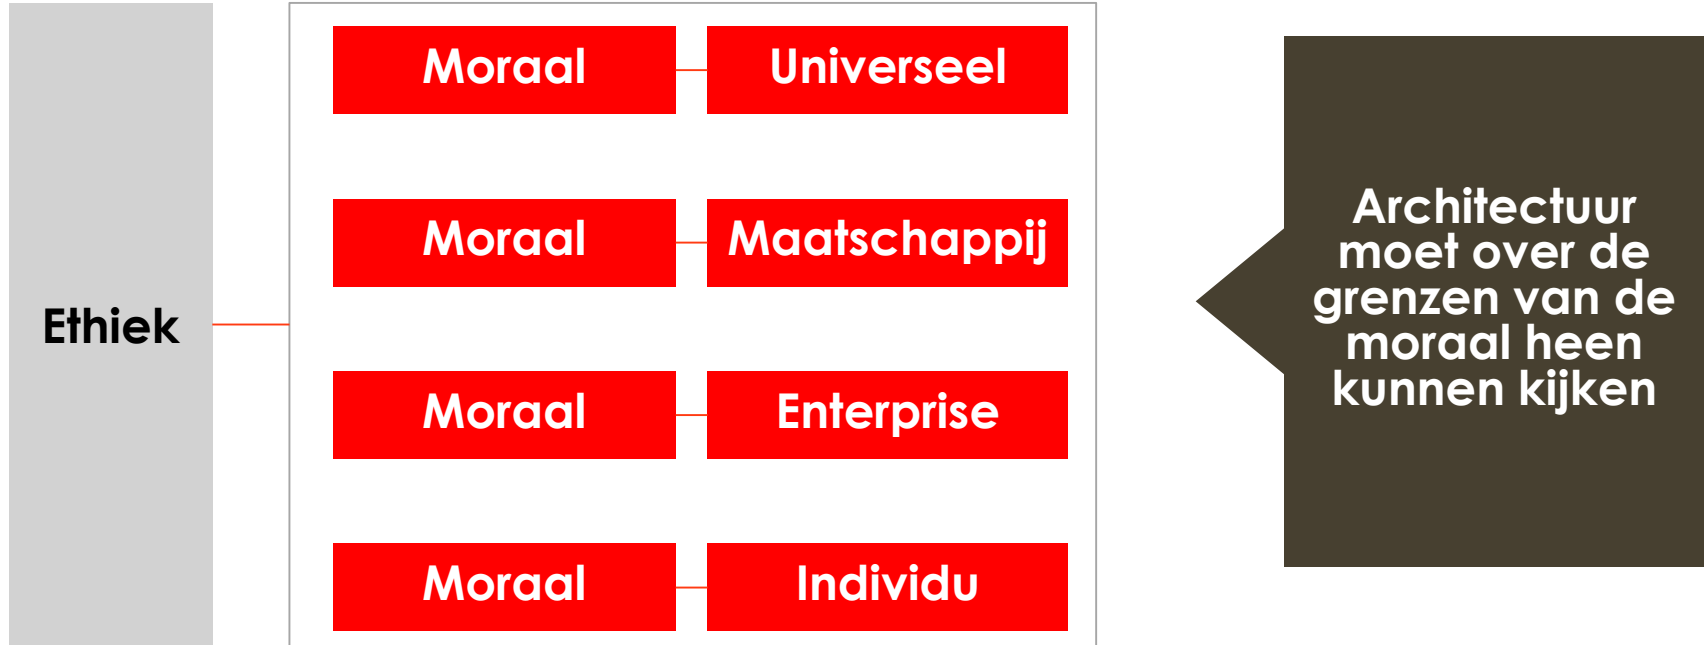 Ethiek
Moraal
Universeel
Moraal
Maatschappij
Moraal
Enterprise
Moraal
Individu
Architectuur
moet over de
grenzen van de
moraal heen
kunnen kijken